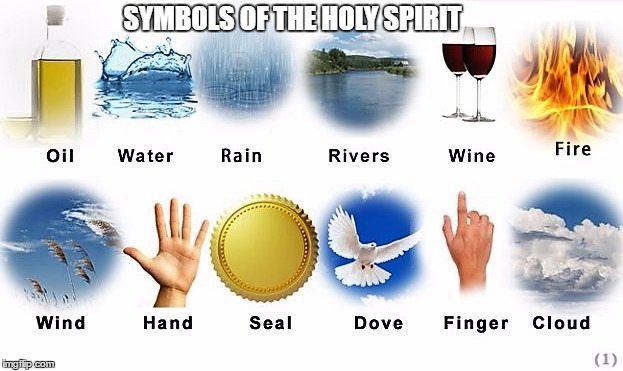 SYMBOLS OF THE HOLY SPIRIT
Oil Water Rain Rivers Wine Fire
Wind Hand Seal Dove Finger Cloud
imgflip.com
(1)